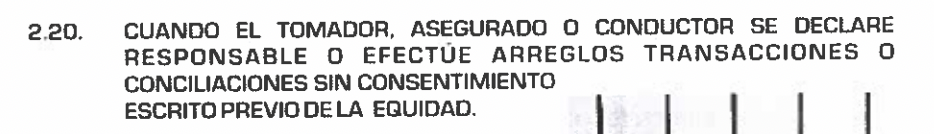 2.20. CUANDO EL TOMADOR, ASEGURADO O CONDUCTOR SE DECLARE
RESPONSABLE O EFECTÚE ARREGLOS TRANSACCIONES O
CONCILIACIONES SIN CONSENTIMIENTO
ESCRITO PREVIO DE LA EQUIDAD.